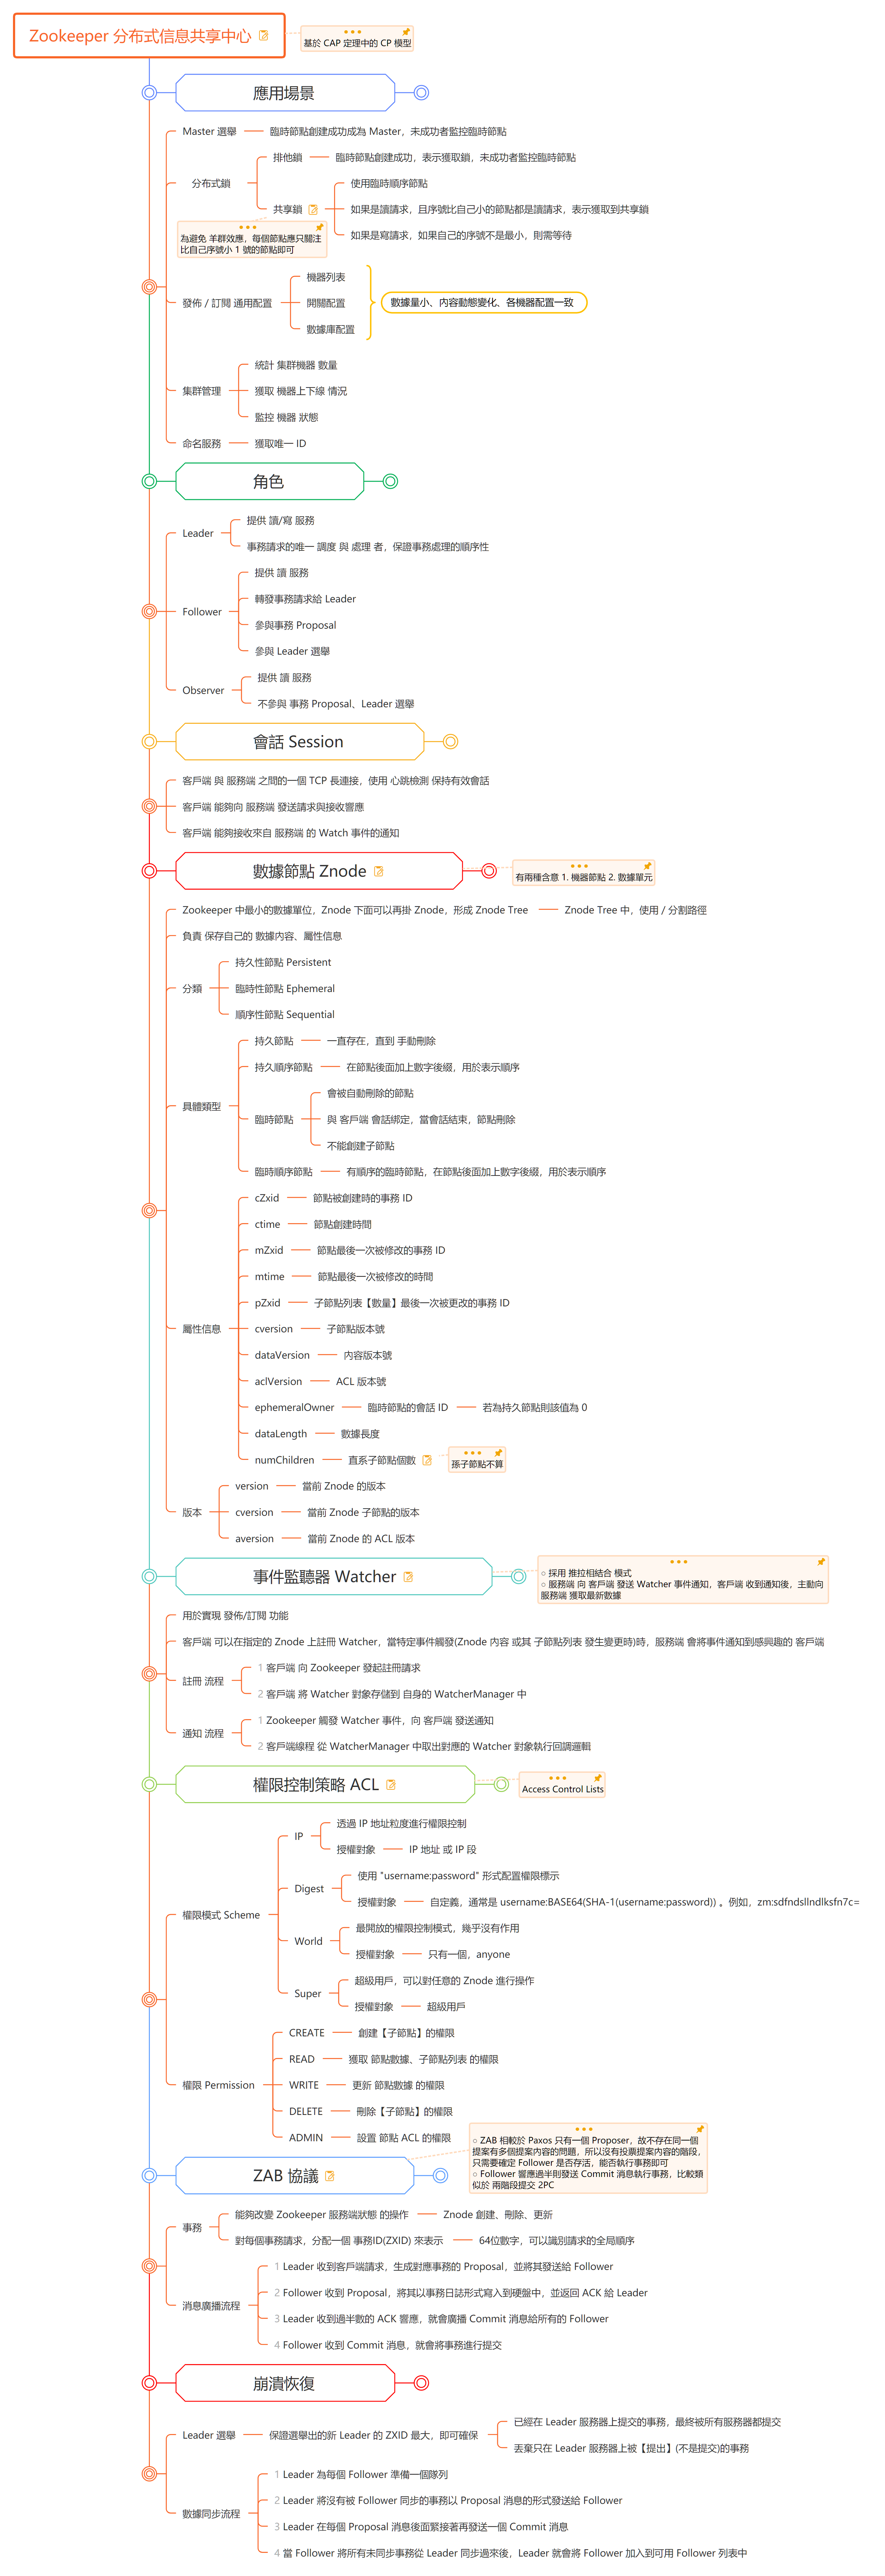 Zookeeper 分布式信息共享中心
基於 CAP 定理中的 CP 模型
應用場景
Master 選舉
臨時節點創建成功成為 Master，未成功者監控臨時節點
分布式鎖
排他鎖
臨時節點創建成功，表示獲取鎖，未成功者監控臨時節點
共享鎖
使用臨時順序節點
如果是讀請求，且序號比自己小的節點都是讀請求，表示獲取到共享鎖
如果是寫請求，如果自己的序號不是最小，則需等待
為避免 羊群效應，每個節點應只關注
比自己序號小 1 號的節點即可
發佈 / 訂閱 通用配置
機器列表
開關配置
數據庫配置
數據量小、內容動態變化、各機器配置一致
集群管理
統計 集群機器 數量
獲取 機器上下線 情況
監控 機器 狀態
命名服務
獲取唯一 ID
角色
Leader
提供 讀/寫 服務
事務請求的唯一 調度 與 處理 者，保證事務處理的順序性
Follower
提供 讀 服務
轉發事務請求給 Leader
參與事務 Proposal
參與 Leader 選舉
Observer
提供 讀 服務
不參與 事務 Proposal、Leader 選舉
會話 Session
客戶端 與 服務端 之間的一個 TCP 長連接，使用 心跳檢測 保持有效會話
客戶端 能夠向 服務端 發送請求與接收響應
客戶端 能夠接收來自 服務端 的 Watch 事件的通知
數據節點 Znode
有兩種含意 1. 機器節點 2. 數據單元
Zookeeper 中最小的數據單位，Znode 下面可以再掛 Znode，形成 Znode Tree
Znode Tree 中，使用 / 分割路徑
負責 保存自己的 數據內容、屬性信息
分類
持久性節點 Persistent
臨時性節點 Ephemeral
順序性節點 Sequential
具體類型
持久節點
一直存在，直到 手動刪除
持久順序節點
在節點後面加上數字後綴，用於表示順序
臨時節點
會被自動刪除的節點
與 客戶端 會話綁定，當會話結束，節點刪除
不能創建子節點
臨時順序節點
有順序的臨時節點，在節點後面加上數字後綴，用於表示順序
屬性信息
cZxid
節點被創建時的事務 ID
ctime
節點創建時間
mZxid
節點最後一次被修改的事務 ID
mtime
節點最後一次被修改的時間
pZxid
子節點列表【數量】最後一次被更改的事務 ID
cversion
子節點版本號
dataVersion
內容版本號
aclVersion
ACL 版本號
ephemeralOwner
臨時節點的會話 ID
若為持久節點則該值為 0
dataLength
數據長度
numChildren
直系子節點個數
孫子節點不算
版本
version
當前 Znode 的版本
cversion
當前 Znode 子節點的版本
aversion
當前 Znode 的 ACL 版本
事件監聽器 Watcher
○ 採用 推拉相結合 模式
○ 服務端 向 客戶端 發送 Watcher 事件通知，客戶端 收到通知後，主動向
服務端 獲取最新數據
用於實現 發佈/訂閱 功能
客戶端 可以在指定的 Znode 上註冊 Watcher，當特定事件觸發(Znode 內容 或其 子節點列表 發生變更時)時，服務端 會將事件通知到感興趣的 客戶端
註冊 流程
1 客戶端 向 Zookeeper 發起註冊請求
2 客戶端 將 Watcher 對象存儲到 自身的 WatcherManager 中
通知 流程
1 Zookeeper 觸發 Watcher 事件，向 客戶端 發送通知
2 客戶端線程 從 WatcherManager 中取出對應的 Watcher 對象執行回調邏輯
權限控制策略 ACL
Access Control Lists
權限模式 Scheme
IP
透過 IP 地址粒度進行權限控制
授權對象
IP 地址 或 IP 段
Digest
使用 "username:password" 形式配置權限標示
授權對象
自定義，通常是 username:BASE64(SHA-1(username:password)) 。例如，zm:sdfndsllndlksfn7c=
World
最開放的權限控制模式，幾乎沒有作用
授權對象
只有一個，anyone
Super
超級用戶，可以對任意的 Znode 進行操作
授權對象
超級用戶
權限 Permission
CREATE
創建【子節點】的權限
READ
獲取 節點數據、子節點列表 的權限
WRITE
更新 節點數據 的權限
DELETE
刪除【子節點】的權限
ADMIN
設置 節點 ACL 的權限
ZAB 協議
○ ZAB 相較於 Paxos 只有一個 Proposer，故不存在同一個
提案有多個提案內容的問題，所以沒有投票提案內容的階段，
只需要確定 Follower 是否存活，能否執行事務即可
○ Follower 響應過半則發送 Commit 消息執行事務，比較類
似於 兩階段提交 2PC
事務
能夠改變 Zookeeper 服務端狀態 的操作
Znode 創建、刪除、更新
對每個事務請求，分配一個 事務ID(ZXID) 來表示
64位數字，可以識別請求的全局順序
消息廣播流程
1 Leader 收到客戶端請求，生成對應事務的 Proposal，並將其發送給 Follower
2 Follower 收到 Proposal，將其以事務日誌形式寫入到硬盤中，並返回 ACK 給 Leader
3 Leader 收到過半數的 ACK 響應，就會廣播 Commit 消息給所有的 Follower
4 Follower 收到 Commit 消息，就會將事務進行提交
崩潰恢復
Leader 選舉
保證選舉出的新 Leader 的 ZXID 最大，即可確保
已經在 Leader 服務器上提交的事務，最終被所有服務器都提交
丟棄只在 Leader 服務器上被【提出】(不是提交)的事務
數據同步流程
1 Leader 為每個 Follower 準備一個隊列
2 Leader 將沒有被 Follower 同步的事務以 Proposal 消息的形式發送給 Follower
3 Leader 在每個 Proposal 消息後面緊接著再發送一個 Commit 消息
4 當 Follower 將所有未同步事務從 Leader 同步過來後，Leader 就會將 Follower 加入到可用 Follower 列表中